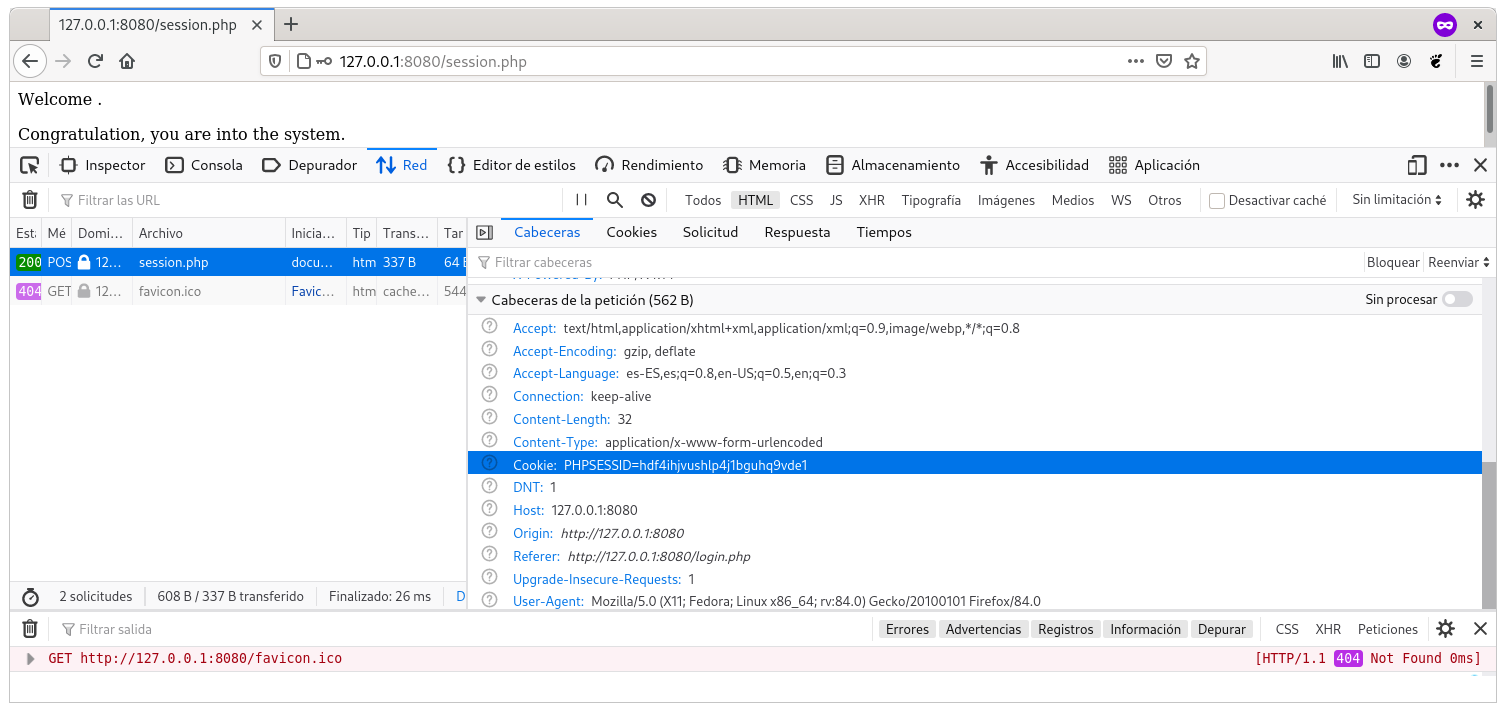 127.0.0.1:8080/session.php
127.0.0.1:8080/session.php
Welcome .
Congratulation, you are into the system.
Inspector Consola Depurador Red Editor de estilos Rendimiento Memoria Almacenamiento Accesibilidad Aplicación
Filtrar las URL Todos HTML CSS JS XHR Tipografía Imágenes Medios WS Otros Desactivar caché Sin limitación
Esta Mé Domi… Archivo Inicia… Tip Trans… Tar Cabeceras Cookies Solicitud Respuesta Tiempos
200 POS 12… session.php docu… htm 337 B 64 B Filtrar cabeceras Bloquear Reenviar
404 GET 12… favicon.ico Favic… htm cache… 544
Cabeceras de la petición (562 B) Sin procesar
Accept: text/html,application/xhtml+xml,application/xml;q=0.9,image/webp,*/*;q=0.8
Accept-Encoding: gzip, deflate
Accept-Language: es-ES,es;q=0.8,en-US;q=0.5,en;q=0.3
Connection: keep-alive
Content-Length: 32
Content-Type: application/x-www-form-urlencoded
Cookie: PHPSESSID=hdf4ihjvushlp4j1bguhq9vde1
DNT: 1
Host: 127.0.0.1:8080
Origin: http://127.0.0.1:8080
Referer: http://127.0.0.1:8080/login.php
Upgrade-Insecure-Requests: 1
User-Agent: Mozilla/5.0 (X11; Fedora; Linux x86_64; rv:84.0) Gecko/20100101 Firefox/84.0
2 solicitudes 608 B / 337 B transferido Finalizado: 26 ms D
Filtrar salida Errores Advertencias Registros Información Depurar CSS XHR Peticiones
GET http://127.0.0.1:8080/favicon.ico [HTTP/1.1 404 Not Found 0ms]